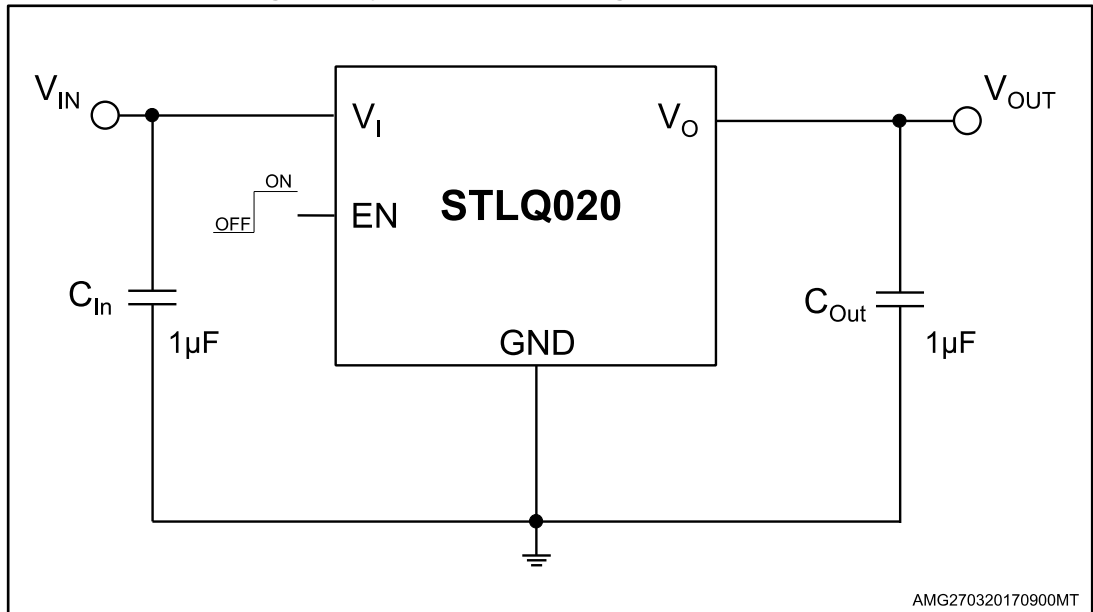 V_IN
V_OUT
V_I
V_O
ON
OFF
EN
STLQ020
C_In
1µF
C_Out
1µF
GND
AMG270320170900MT